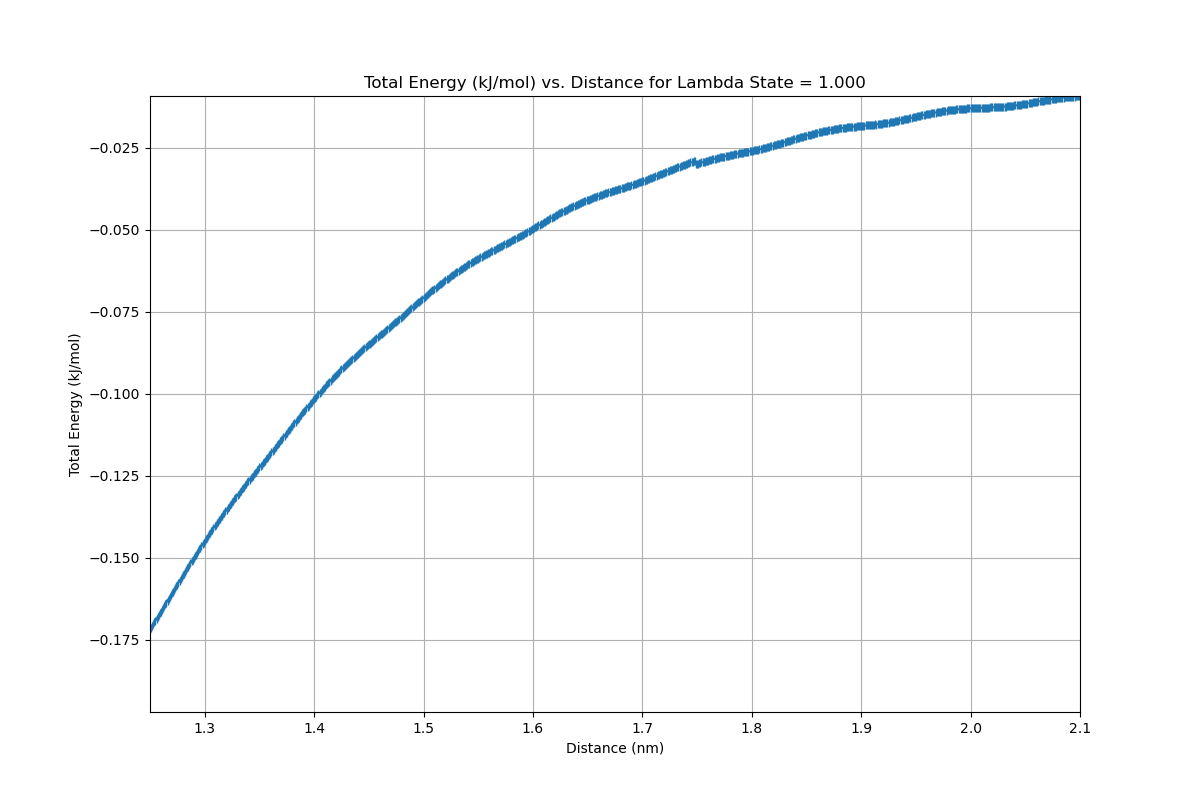 Total Energy (kJ/mol) vs. Distance for Lambda State = 1.000
−0.025
−0.050
−0.075
−0.100
−0.125
−0.150
−0.175
Total Energy (kJ/mol)
1.3 1.4 1.5 1.6 1.7 1.8 1.9 2.0 2.1
Distance (nm)